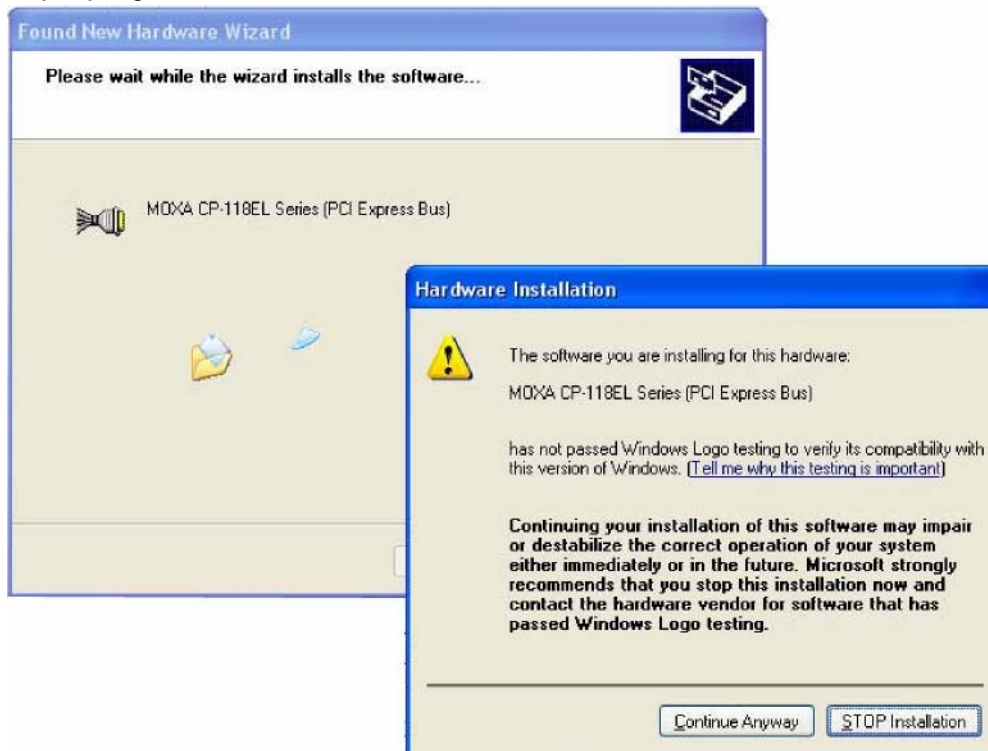 Found New Hardware Wizard
Please wait while the wizard installs the software...
MOXA CP-118EL Series (PCI Express Bus)
Hardware Installation
The software you are installing for this hardware:
MOXA CP-118EL Series (PCI Express Bus)
has not passed Windows Logo testing to verify its compatibility with
this version of Windows. (Tell me why this testing is important)
Continuing your installation of this software may impair
or destabilize the correct operation of your system
either immediately or in the future. Microsoft strongly
recommends that you stop this installation now and
contact the hardware vendor for software that has
passed Windows Logo testing.
Continue Anyway
STOP Installation